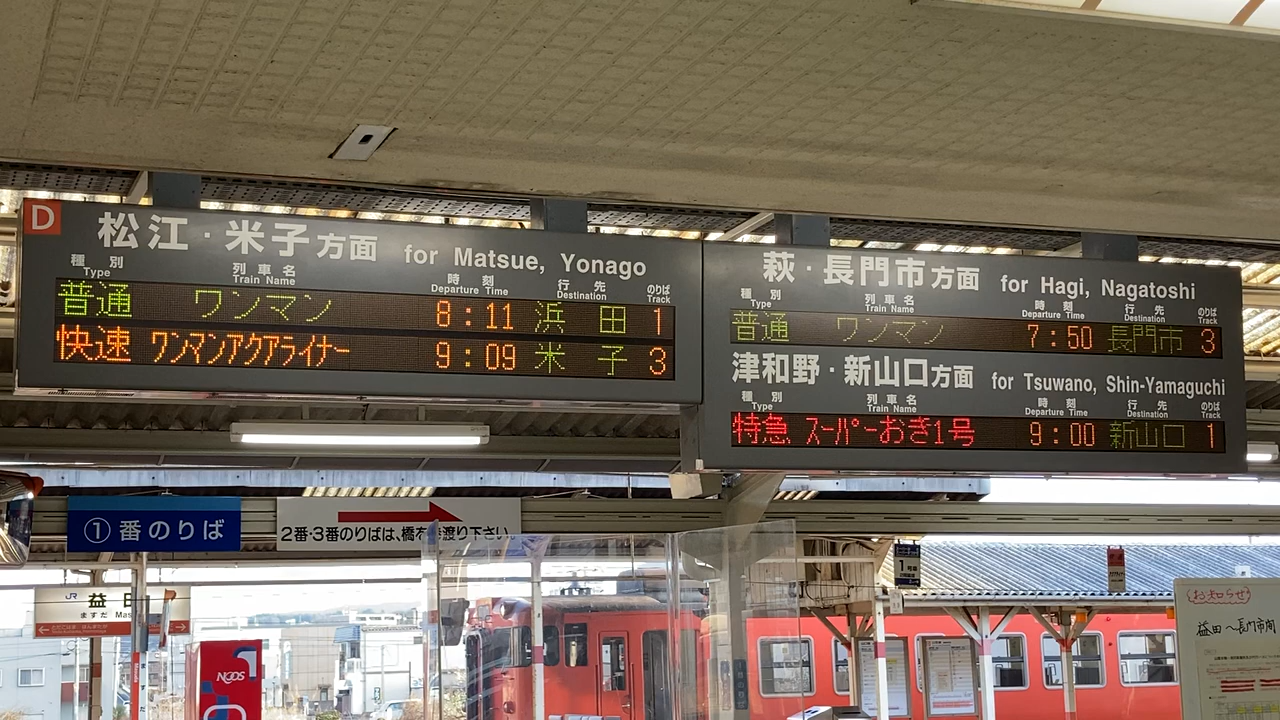 D
松江・米子方面 for Matsue, Yonago
種別 列車名 時刻 行先 のりば
Type Train Name Departure Time Destination Track
普通 ワンマン 8:11 浜田 1
快速 ワンマンアクアライナー 9:09 米子 3
萩・長門市方面 for Hagi, Nagatoshi
種別 列車名 時刻 行先 のりば
Type Train Name Departure Time Destination Track
普通 ワンマン 7:50 長門市 3
津和野・新山口方面 for Tsuwano, Shin-Yamaguchi
種別 列車名 時刻 行先 のりば
Type Train Name Departure Time Destination Track
特急 スーパーおき1号 9:00 新山口 1
①番のりば
2番・3番のりばは、橋を
渡り下さい
JR 益田
ますだ
1
お知らせ
益田〜長門市間